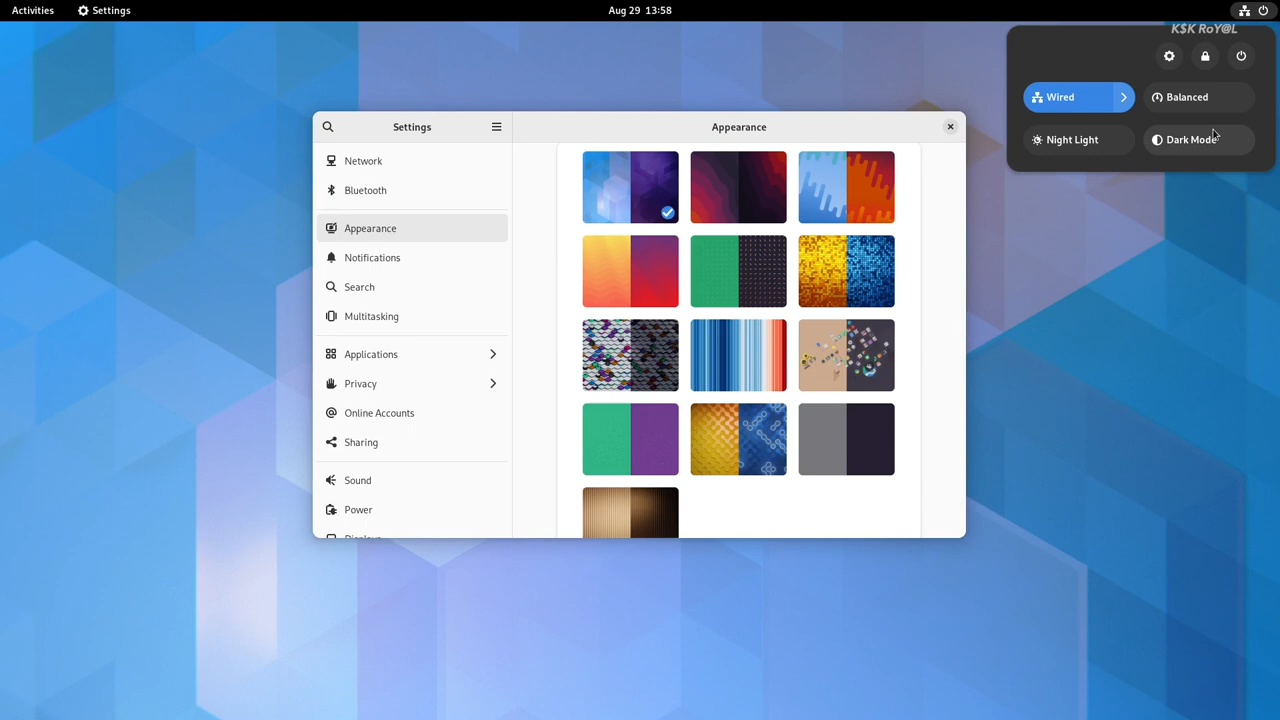 Activities
Settings
Aug 29 13:58
K$K RoY@L
Wired
Balanced
Night Light
Dark Mode
Settings
Appearance
Network
Bluetooth
Appearance
Notifications
Search
Multitasking
Applications
Privacy
Online Accounts
Sharing
Sound
Power
Displays